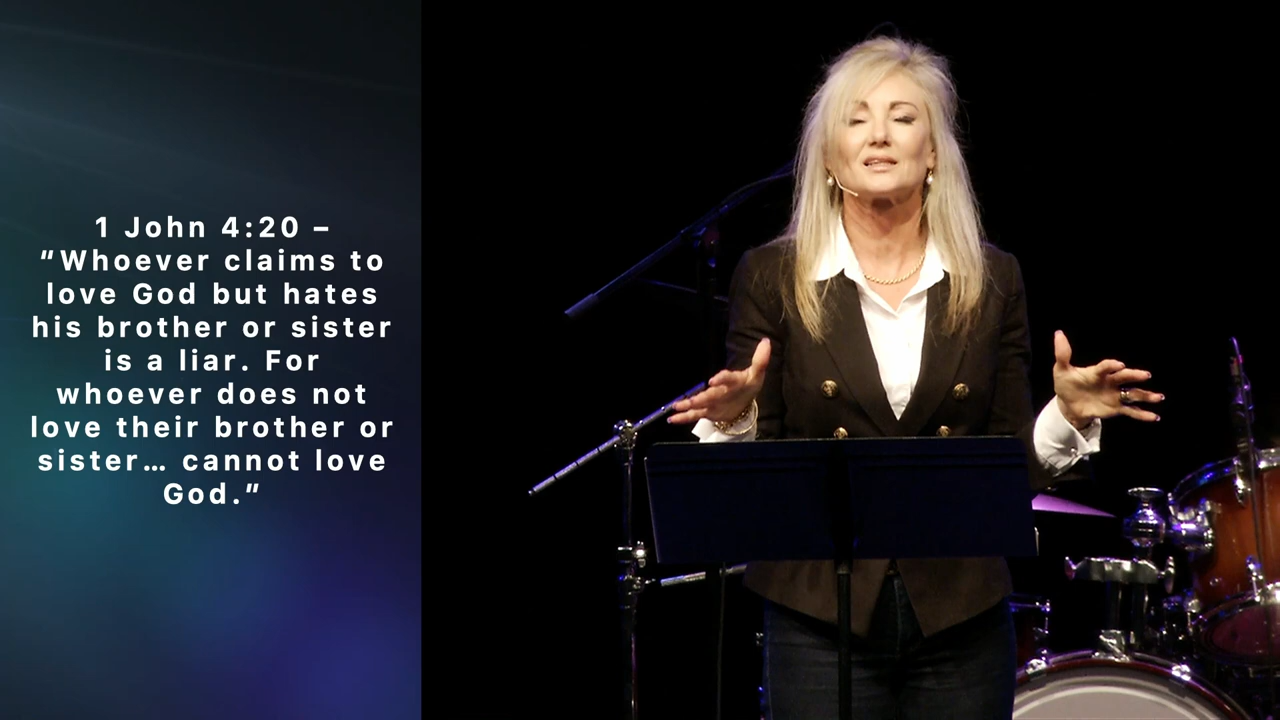 1 John 4:20 –
"Whoever claims to
love God but hates
his brother or sister
is a liar. For
whoever does not
love their brother or
sister… cannot love
God."